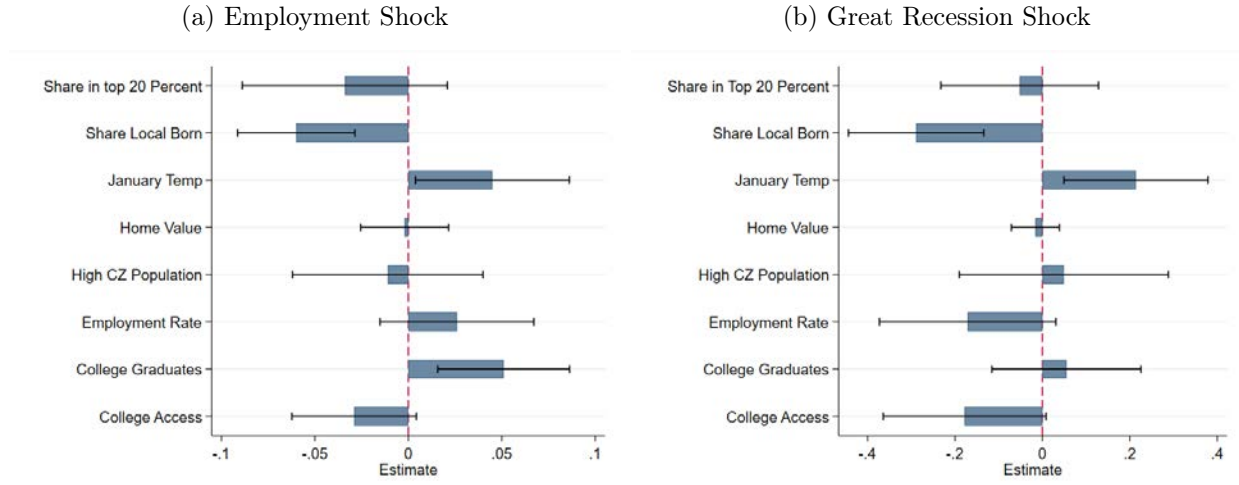 (a) Employment Shock
Share in top 20 Percent
Share Local Born
January Temp
Home Value
High CZ Population
Employment Rate
College Graduates
College Access
-.1 -.05 0 .05 .1
Estimate
(b) Great Recession Shock
Share in Top 20 Percent
Share Local Born
January Temp
Home Value
High CZ Population
Employment Rate
College Graduates
College Access
-.4 -.2 0 .2 .4
Estimate